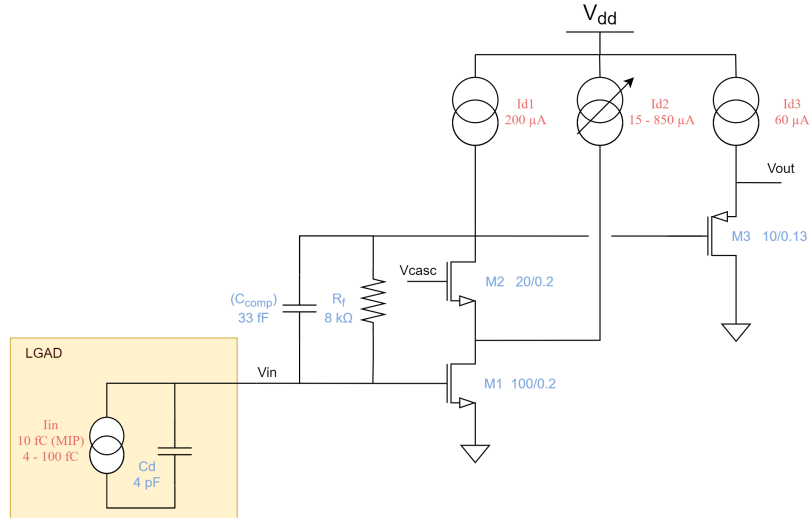 Vdd
Id1
200 μA
Id2
15 - 850 μA
Id3
60 μA
Vout
M3 10/0.13
Vcasc
M2 20/0.2
(Ccomp)
33 fF
Rf
8 kΩ
LGAD
Vin
M1 100/0.2
Iin
10 fC (MIP)
4 - 100 fC
Cd
4 pF